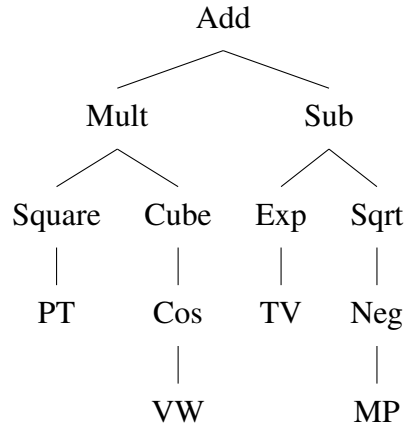 Add
Mult Sub
Square Cube Exp Sqrt
PT Cos TV Neg
VW MP